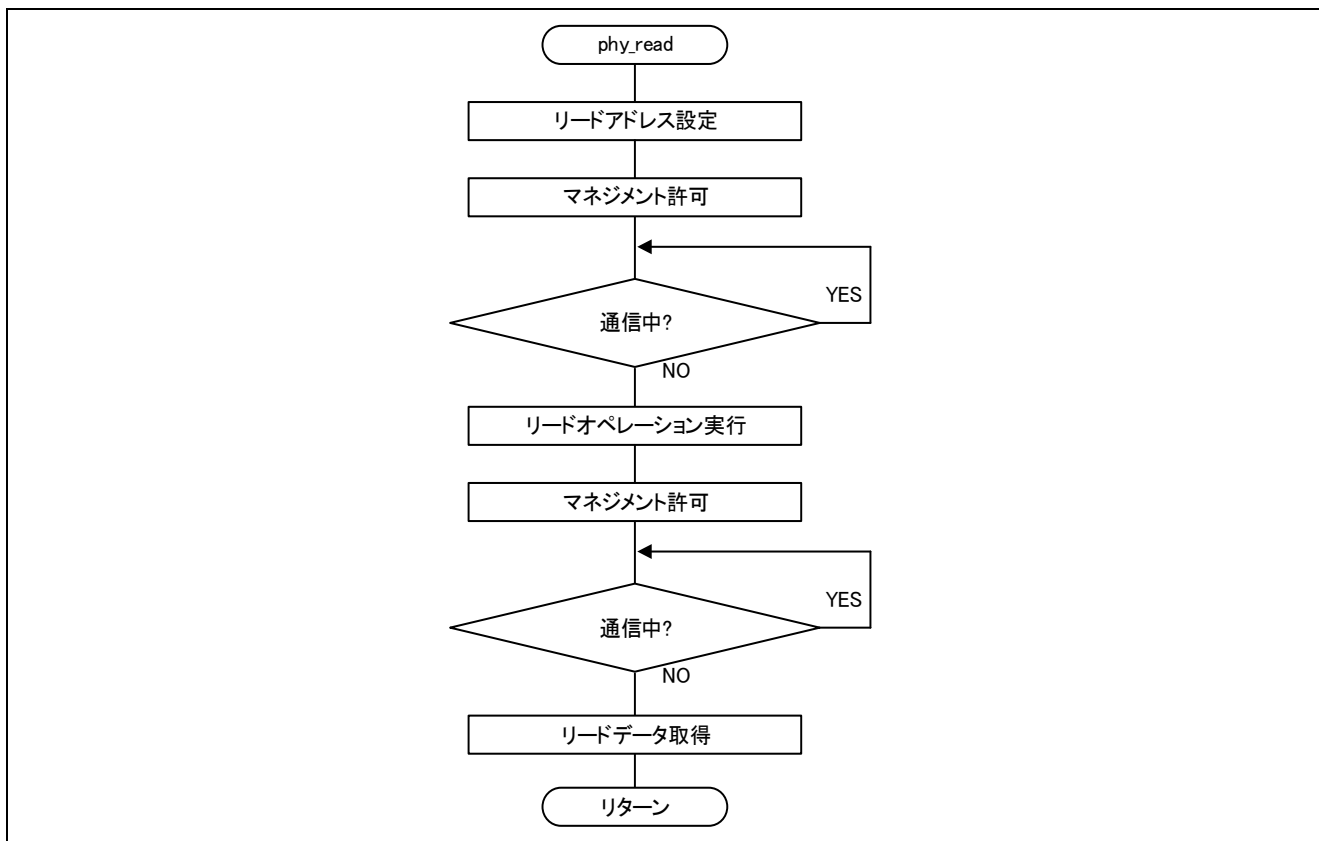 phy_read
リードアドレス設定
マネジメント許可
YES
通信中?
NO
リードオペレーション実行
マネジメント許可
YES
通信中?
NO
リードデータ取得
リターン